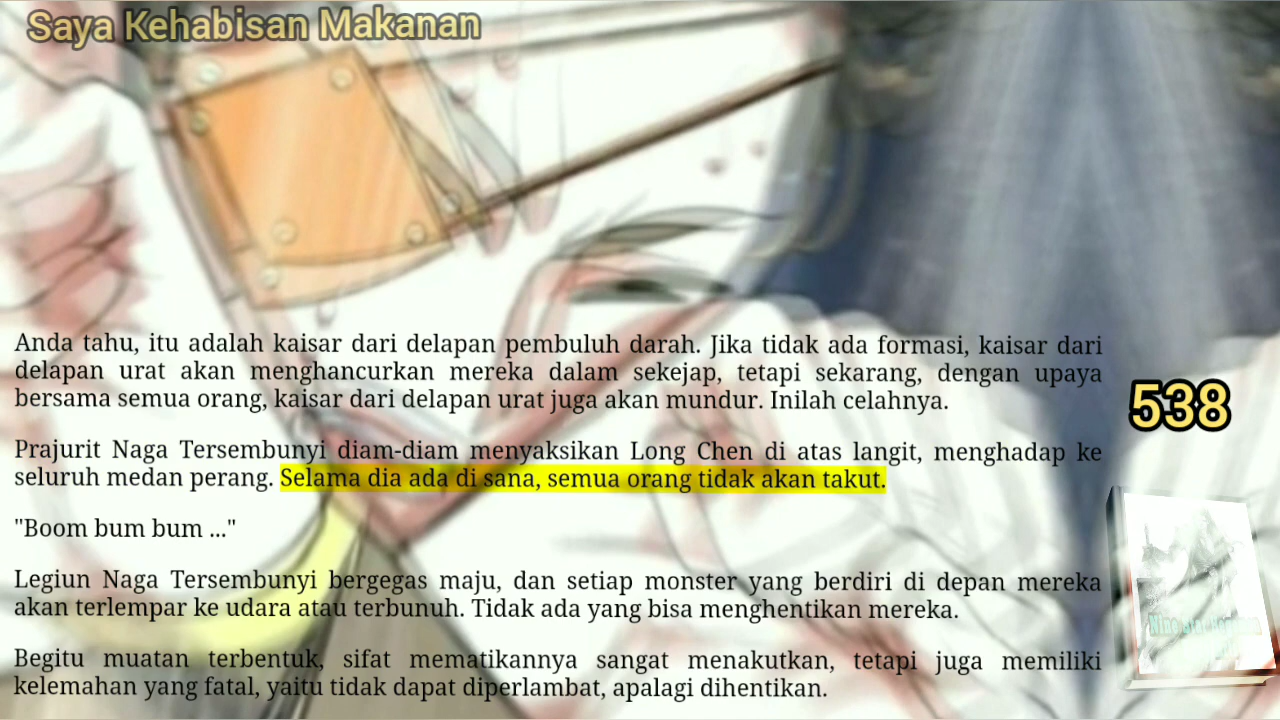 Saya Kehabisan Makanan
Anda tahu, itu adalah kaisar dari delapan pembuluh darah. Jika tidak ada formasi, kaisar dari
delapan urat akan menghancurkan mereka dalam sekejap, tetapi sekarang, dengan upaya
bersama semua orang, kaisar dari delapan urat juga akan mundur. Inilah celahnya.
538
Prajurit Naga Tersembunyi diam-diam menyaksikan Long Chen di atas langit, menghadap ke
seluruh medan perang. Selama dia ada di sana, semua orang tidak akan takut.
"Boom bum bum ..."
Legiun Naga Tersembunyi bergegas maju, dan setiap monster yang berdiri di depan mereka
akan terlempar ke udara atau terbunuh. Tidak ada yang bisa menghentikan mereka.
Begitu muatan terbentuk, sifat mematikannya sangat menakutkan, tetapi juga memiliki
kelemahan yang fatal, yaitu tidak dapat diperlambat, apalagi dihentikan.